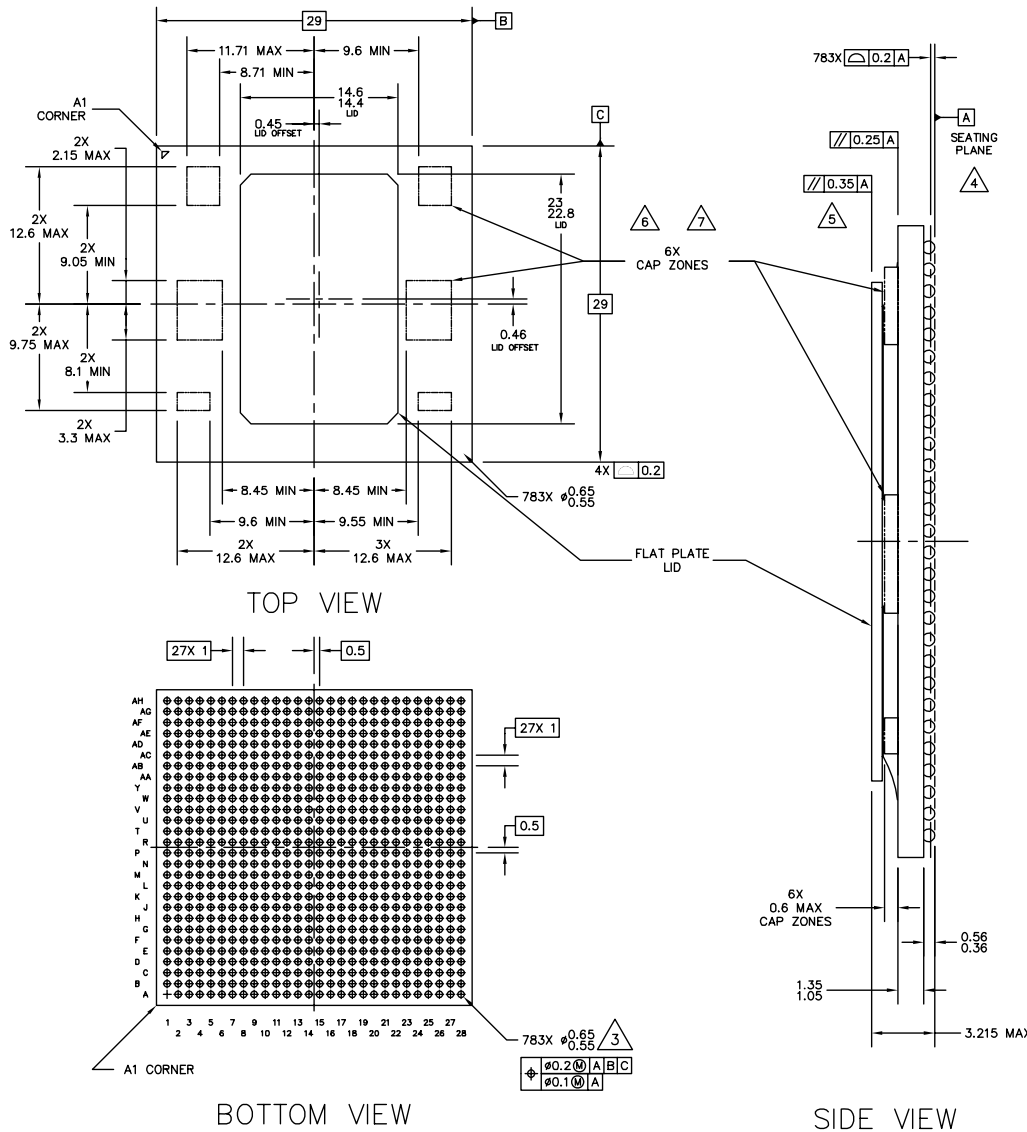 29
B
11.71 MAX
9.6 MIN
8.71 MIN
14.6
14.4
LID
A1
CORNER
0.45
LID OFFSET
C
783X 0.2 A
A
SEATING
PLANE
4
// 0.25 A
// 0.35 A
5
2X
2.15 MAX
2X
12.6 MAX
2X
9.05 MIN
23
22.8
LID
6
7
6X
CAP ZONES
29
2X
9.75 MAX
2X
8.1 MIN
0.46
LID OFFSET
2X
3.3 MAX
4X 0.2
8.45 MIN
8.45 MIN
783X ⌀0.65
0.55
9.6 MIN
9.55 MIN
2X
12.6 MAX
3X
12.6 MAX
FLAT PLATE
LID
TOP VIEW
27X 1
0.5
AH
AG
AF
AE
AD
AC
AB
AA
Y
W
V
U
T
R
P
N
M
L
K
J
H
G
F
E
D
C
B
A
27X 1
0.5
6X
0.6 MAX
CAP ZONES
0.56
0.36
1.35
1.05
3.215 MAX
1 3 5 7 9 11 13 15 17 19 21 23 25 27
2 4 6 8 10 12 14 16 18 20 22 24 26 28
783X ⌀0.65
0.55
3
⌀0.2 Ⓜ A B C
⌀0.1 Ⓜ A
A1 CORNER
BOTTOM VIEW
SIDE VIEW